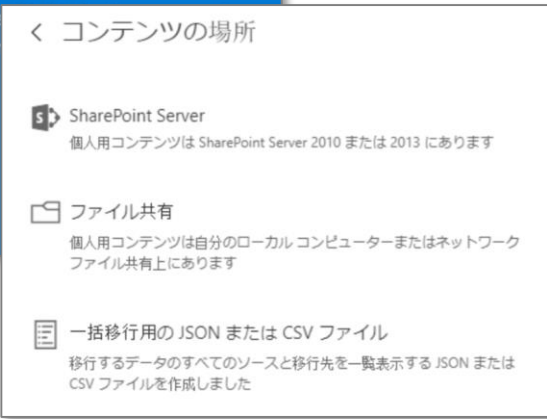 コンテンツの場所
SharePoint Server
個人用コンテンツは SharePoint Server 2010 または 2013 にあります
ファイル共有
個人用コンテンツは自分のローカル コンピューターまたはネットワーク
ファイル共有上にあります
一括移行用の JSON または CSV ファイル
移行するデータのすべてのソースと移行先を一覧表示する JSON または
CSV ファイルを作成しました